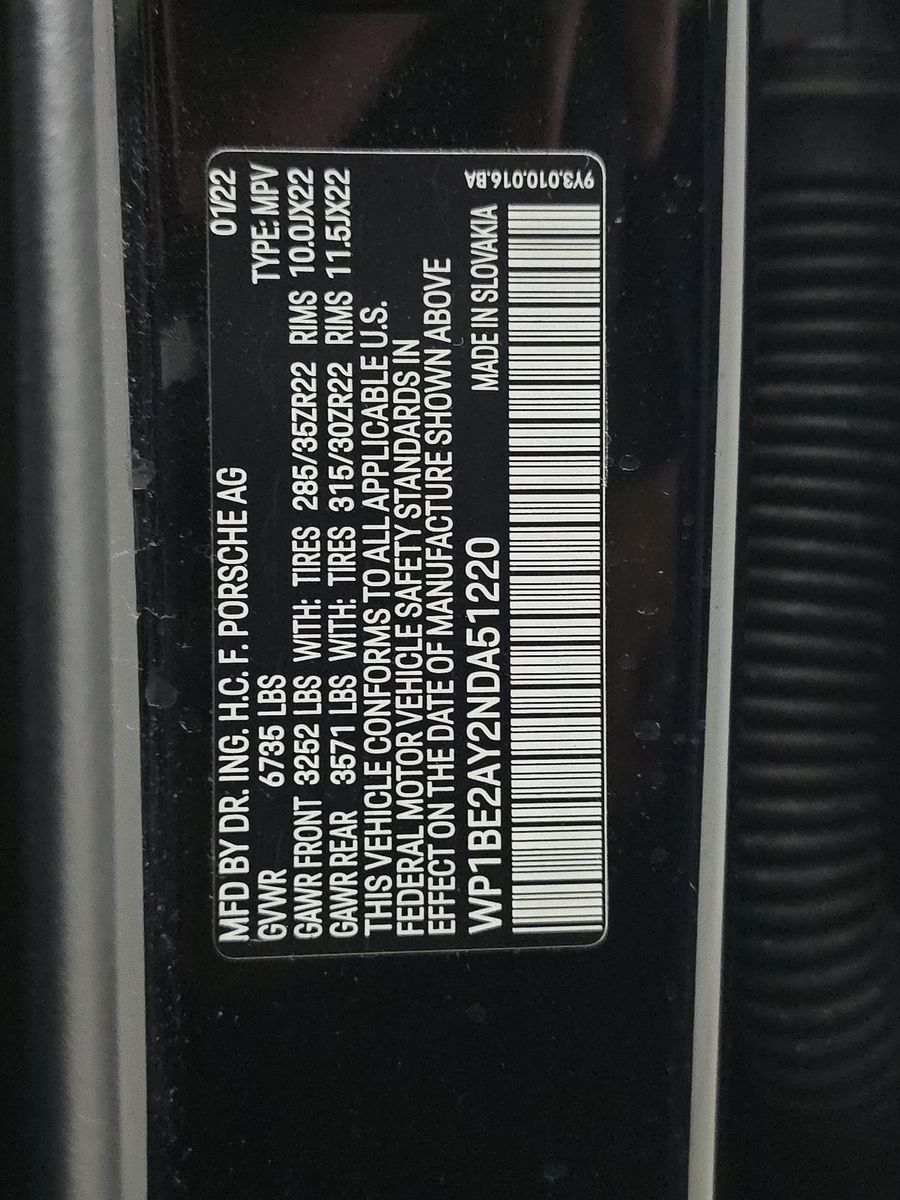 MFD BY DR. ING. H.C. F. PORSCHE AG 01/22
GVWR 6735 LBS TYPE: MPV
GAWR FRONT 3252 LBS WITH: TIRES 285/35ZR22 RIMS 10.0JX22
GAWR REAR 3571 LBS WITH: TIRES 315/30ZR22 RIMS 11.5JX22
THIS VEHICLE CONFORMS TO ALL APPLICABLE U.S.
FEDERAL MOTOR VEHICLE SAFETY STANDARDS IN
EFFECT ON THE DATE OF MANUFACTURE SHOWN ABOVE
WP1BE2AY2NDA51220 MADE IN SLOVAKIA
9Y3.010.016.BA